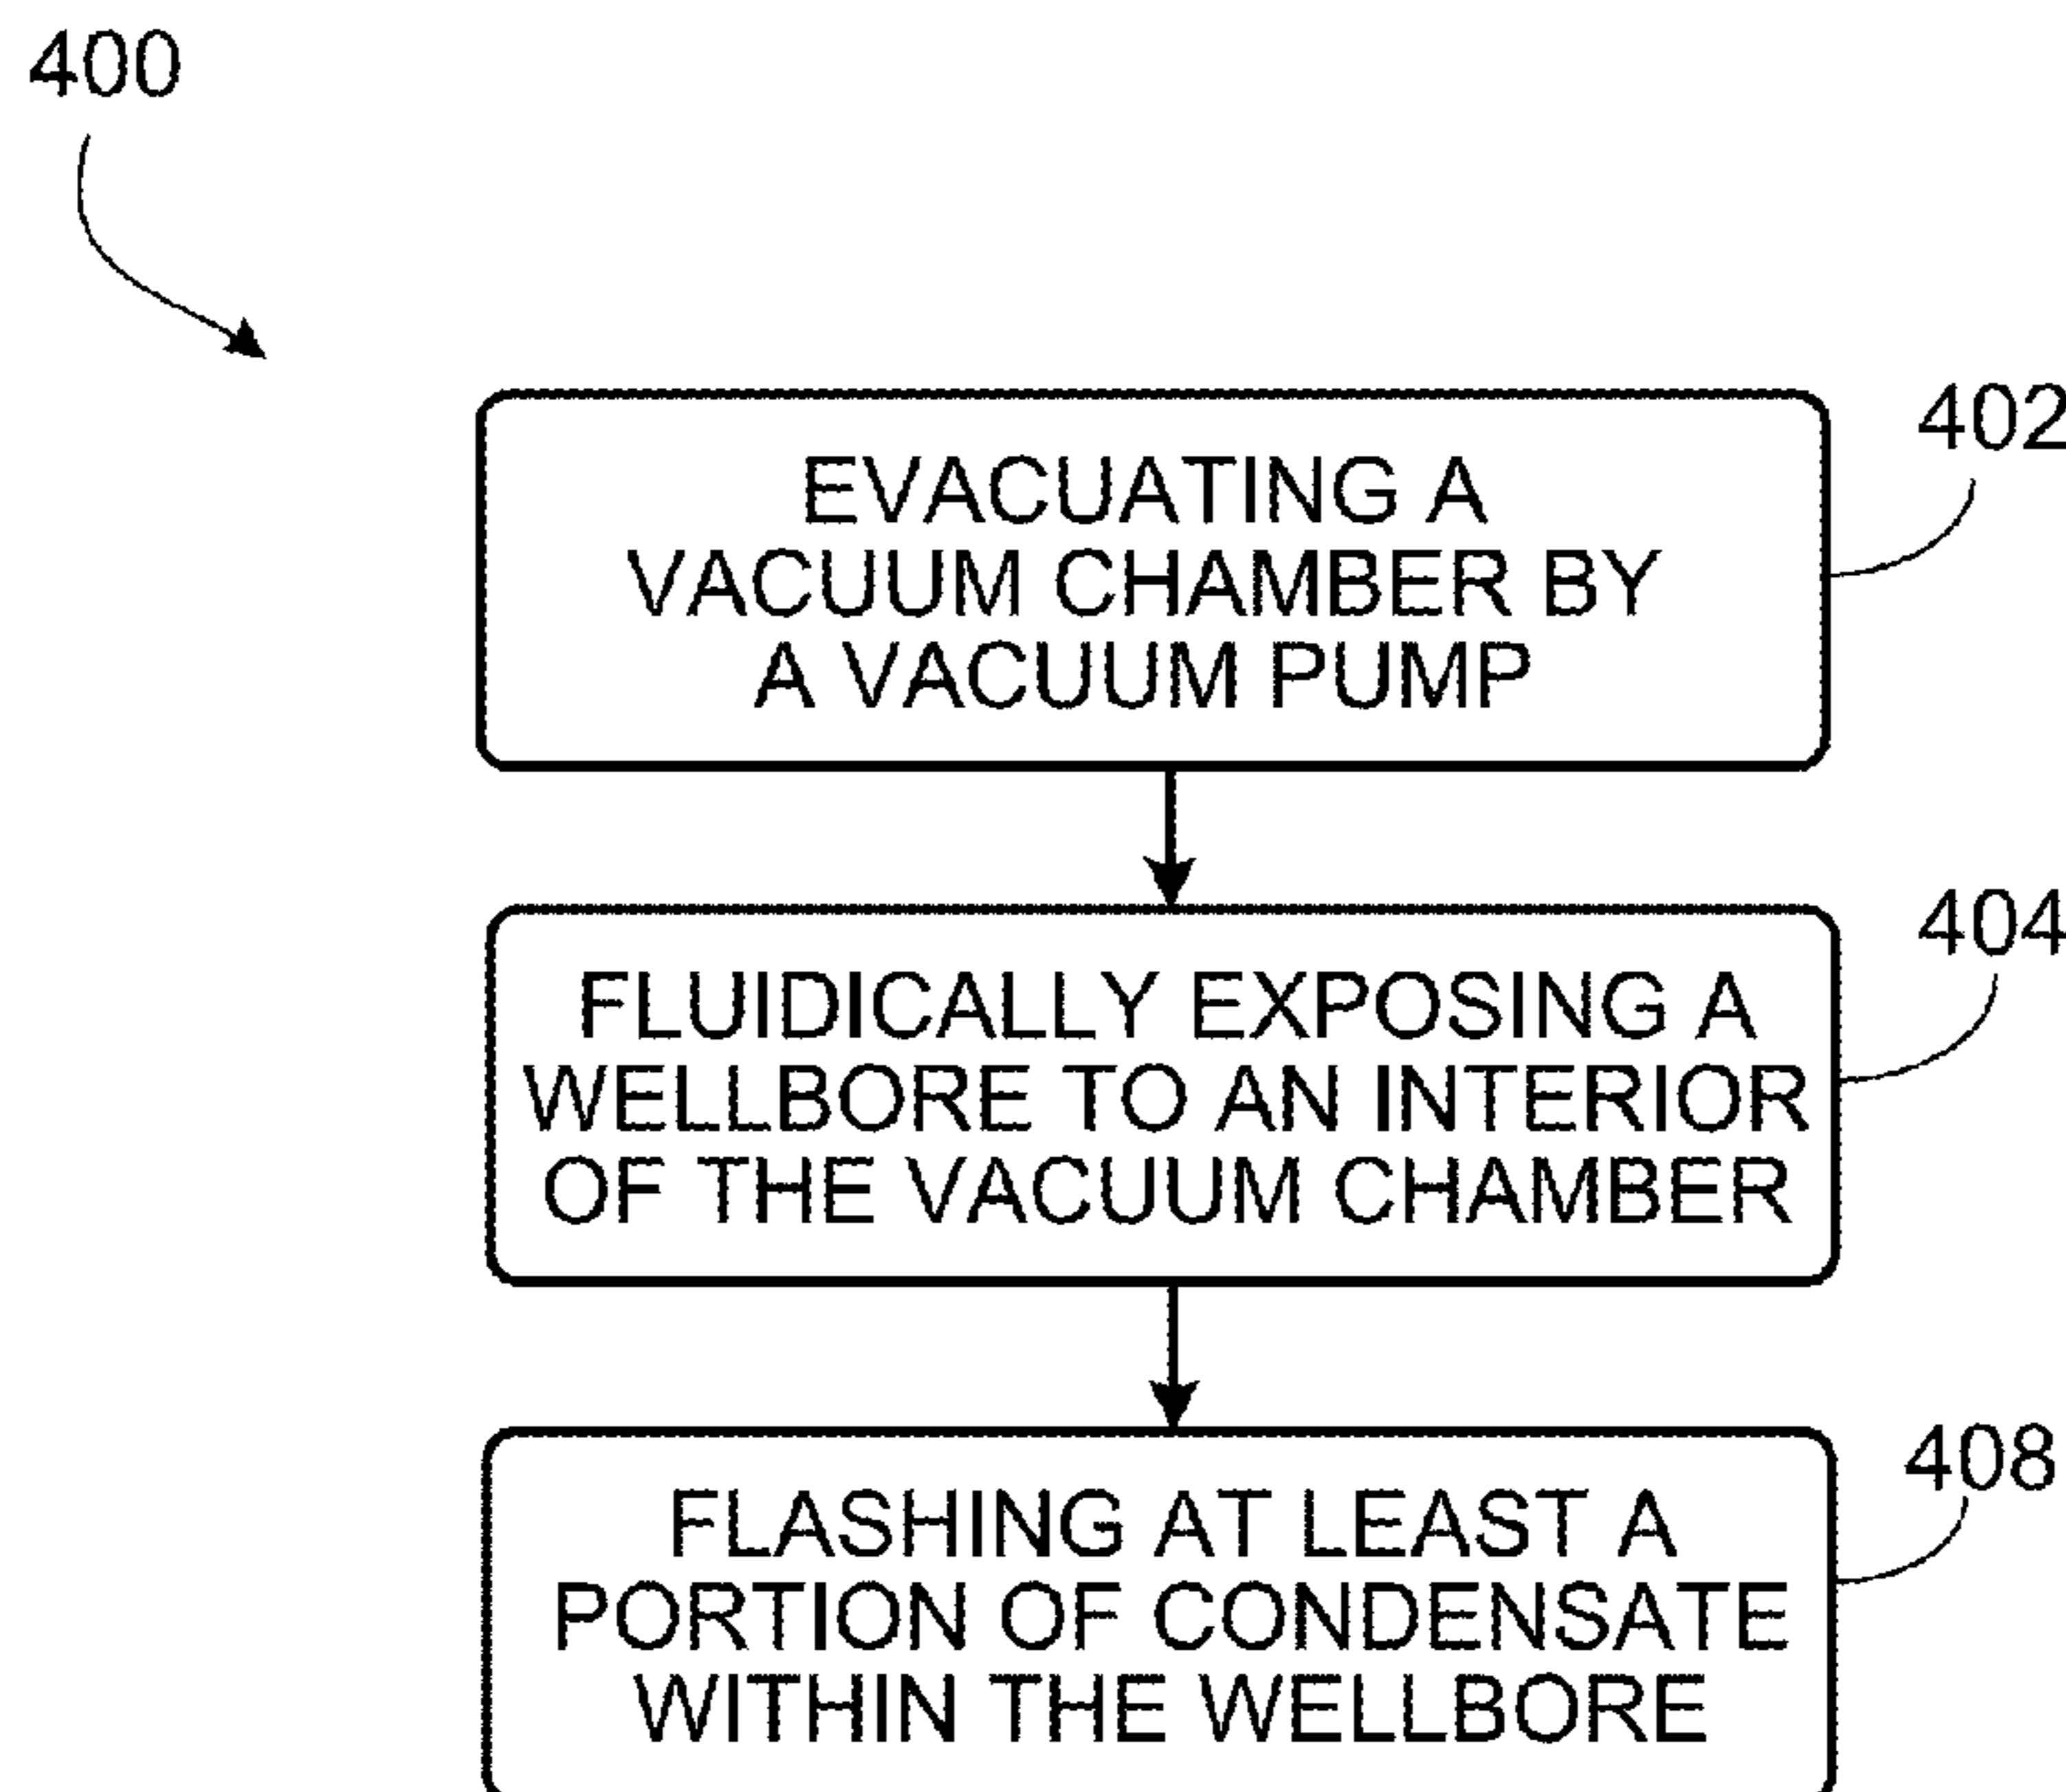 400
402
EVACUATING A
VACUUM CHAMBER BY
A VACUUM PUMP
404
FLUIDICALLY EXPOSING A
WELLBORE TO AN INTERIOR
OF THE VACUUM CHAMBER
408
FLASHING AT LEAST A
PORTION OF CONDENSATE
WITHIN THE WELLBORE